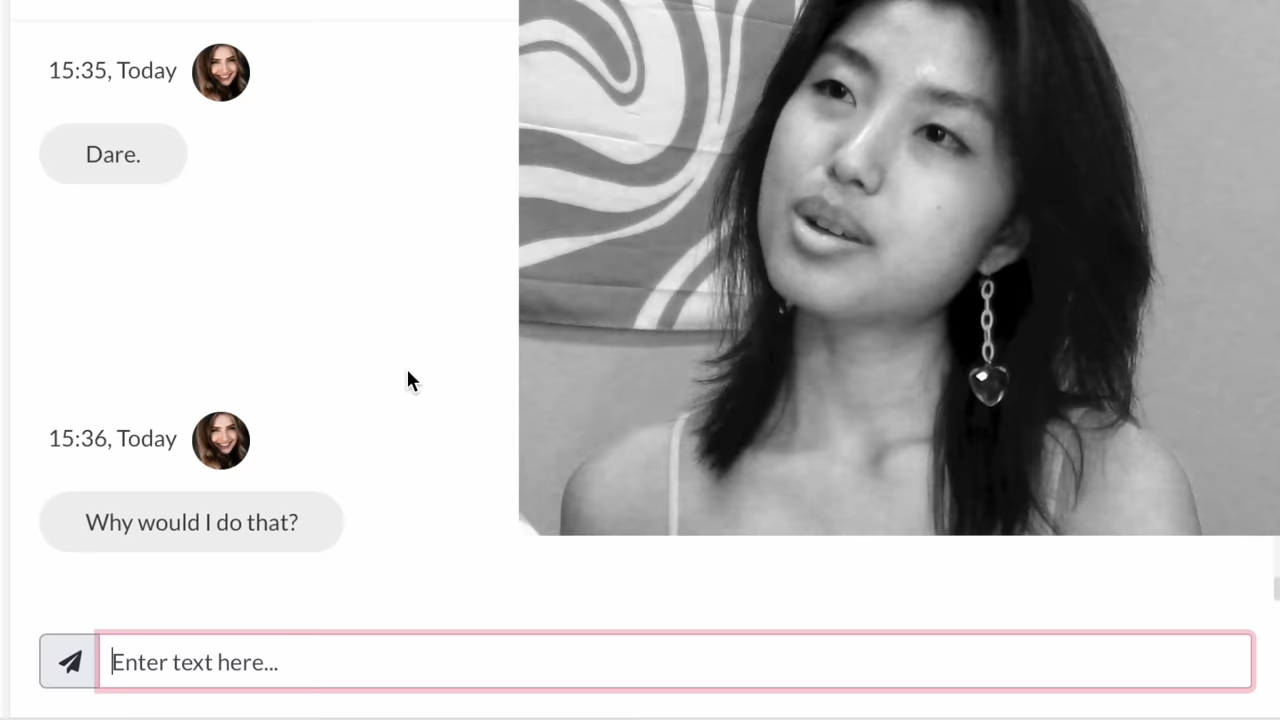 15:35, Today
Dare.
15:36, Today
Why would I do that?
Enter text here...